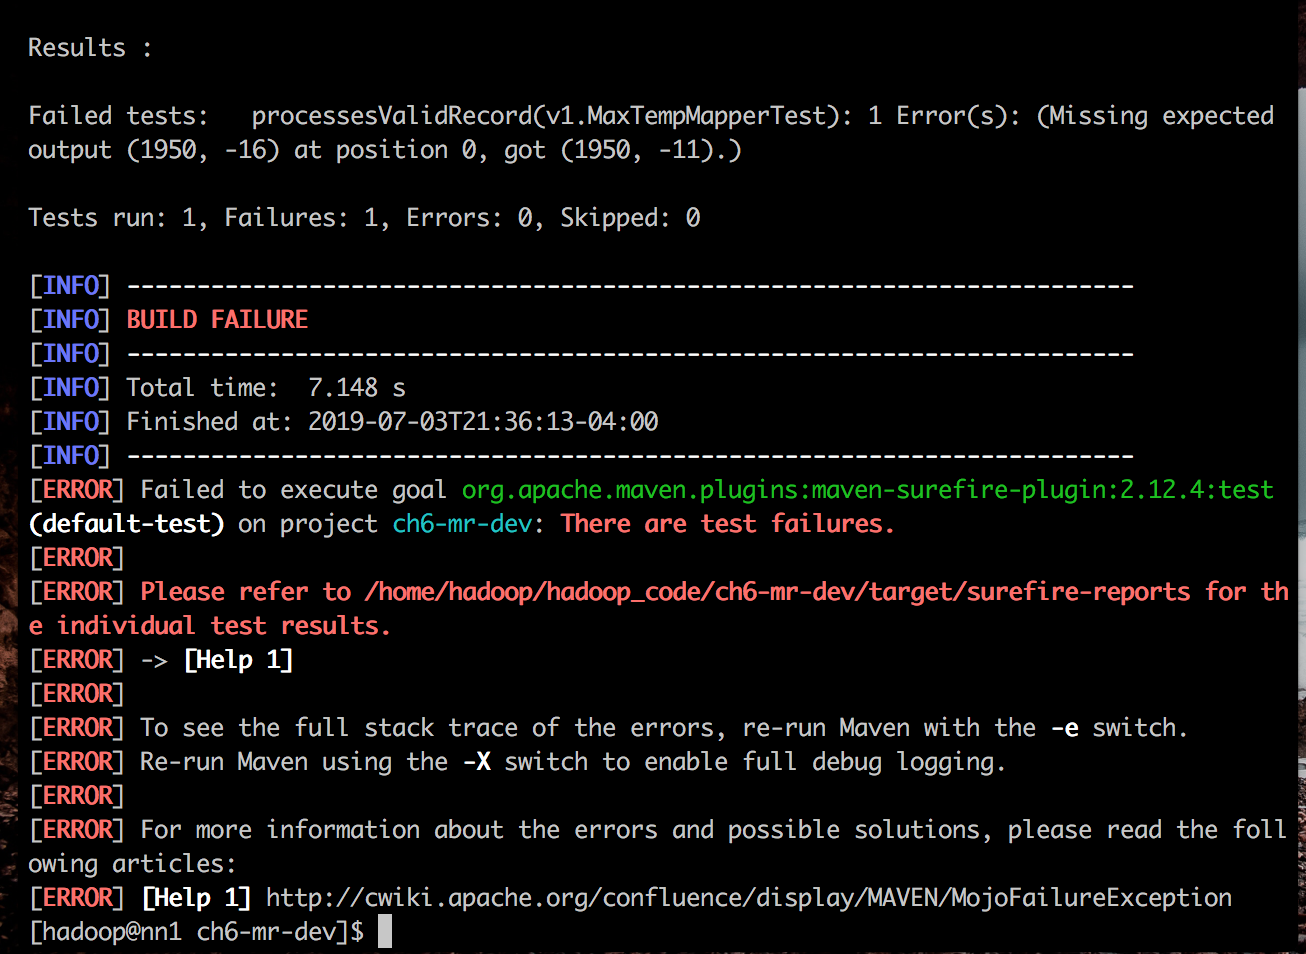 Results :
Failed tests:   processesValidRecord(v1.MaxTempMapperTest): 1 Error(s): (Missing expected
output (1950, -16) at position 0, got (1950, -11).)
Tests run: 1, Failures: 1, Errors: 0, Skipped: 0
[INFO] ------------------------------------------------------------------------
[INFO] BUILD FAILURE
[INFO] ------------------------------------------------------------------------
[INFO] Total time:  7.148 s
[INFO] Finished at: 2019-07-03T21:36:13-04:00
[INFO] ------------------------------------------------------------------------
[ERROR] Failed to execute goal org.apache.maven.plugins:maven-surefire-plugin:2.12.4:test
(default-test) on project ch6-mr-dev: There are test failures.
[ERROR]
[ERROR] Please refer to /home/hadoop/hadoop_code/ch6-mr-dev/target/surefire-reports for th
e individual test results.
[ERROR] -> [Help 1]
[ERROR]
[ERROR] To see the full stack trace of the errors, re-run Maven with the -e switch.
[ERROR] Re-run Maven using the -X switch to enable full debug logging.
[ERROR]
[ERROR] For more information about the errors and possible solutions, please read the foll
owing articles:
[ERROR] [Help 1] http://cwiki.apache.org/confluence/display/MAVEN/MojoFailureException
[hadoop@nn1 ch6-mr-dev]$